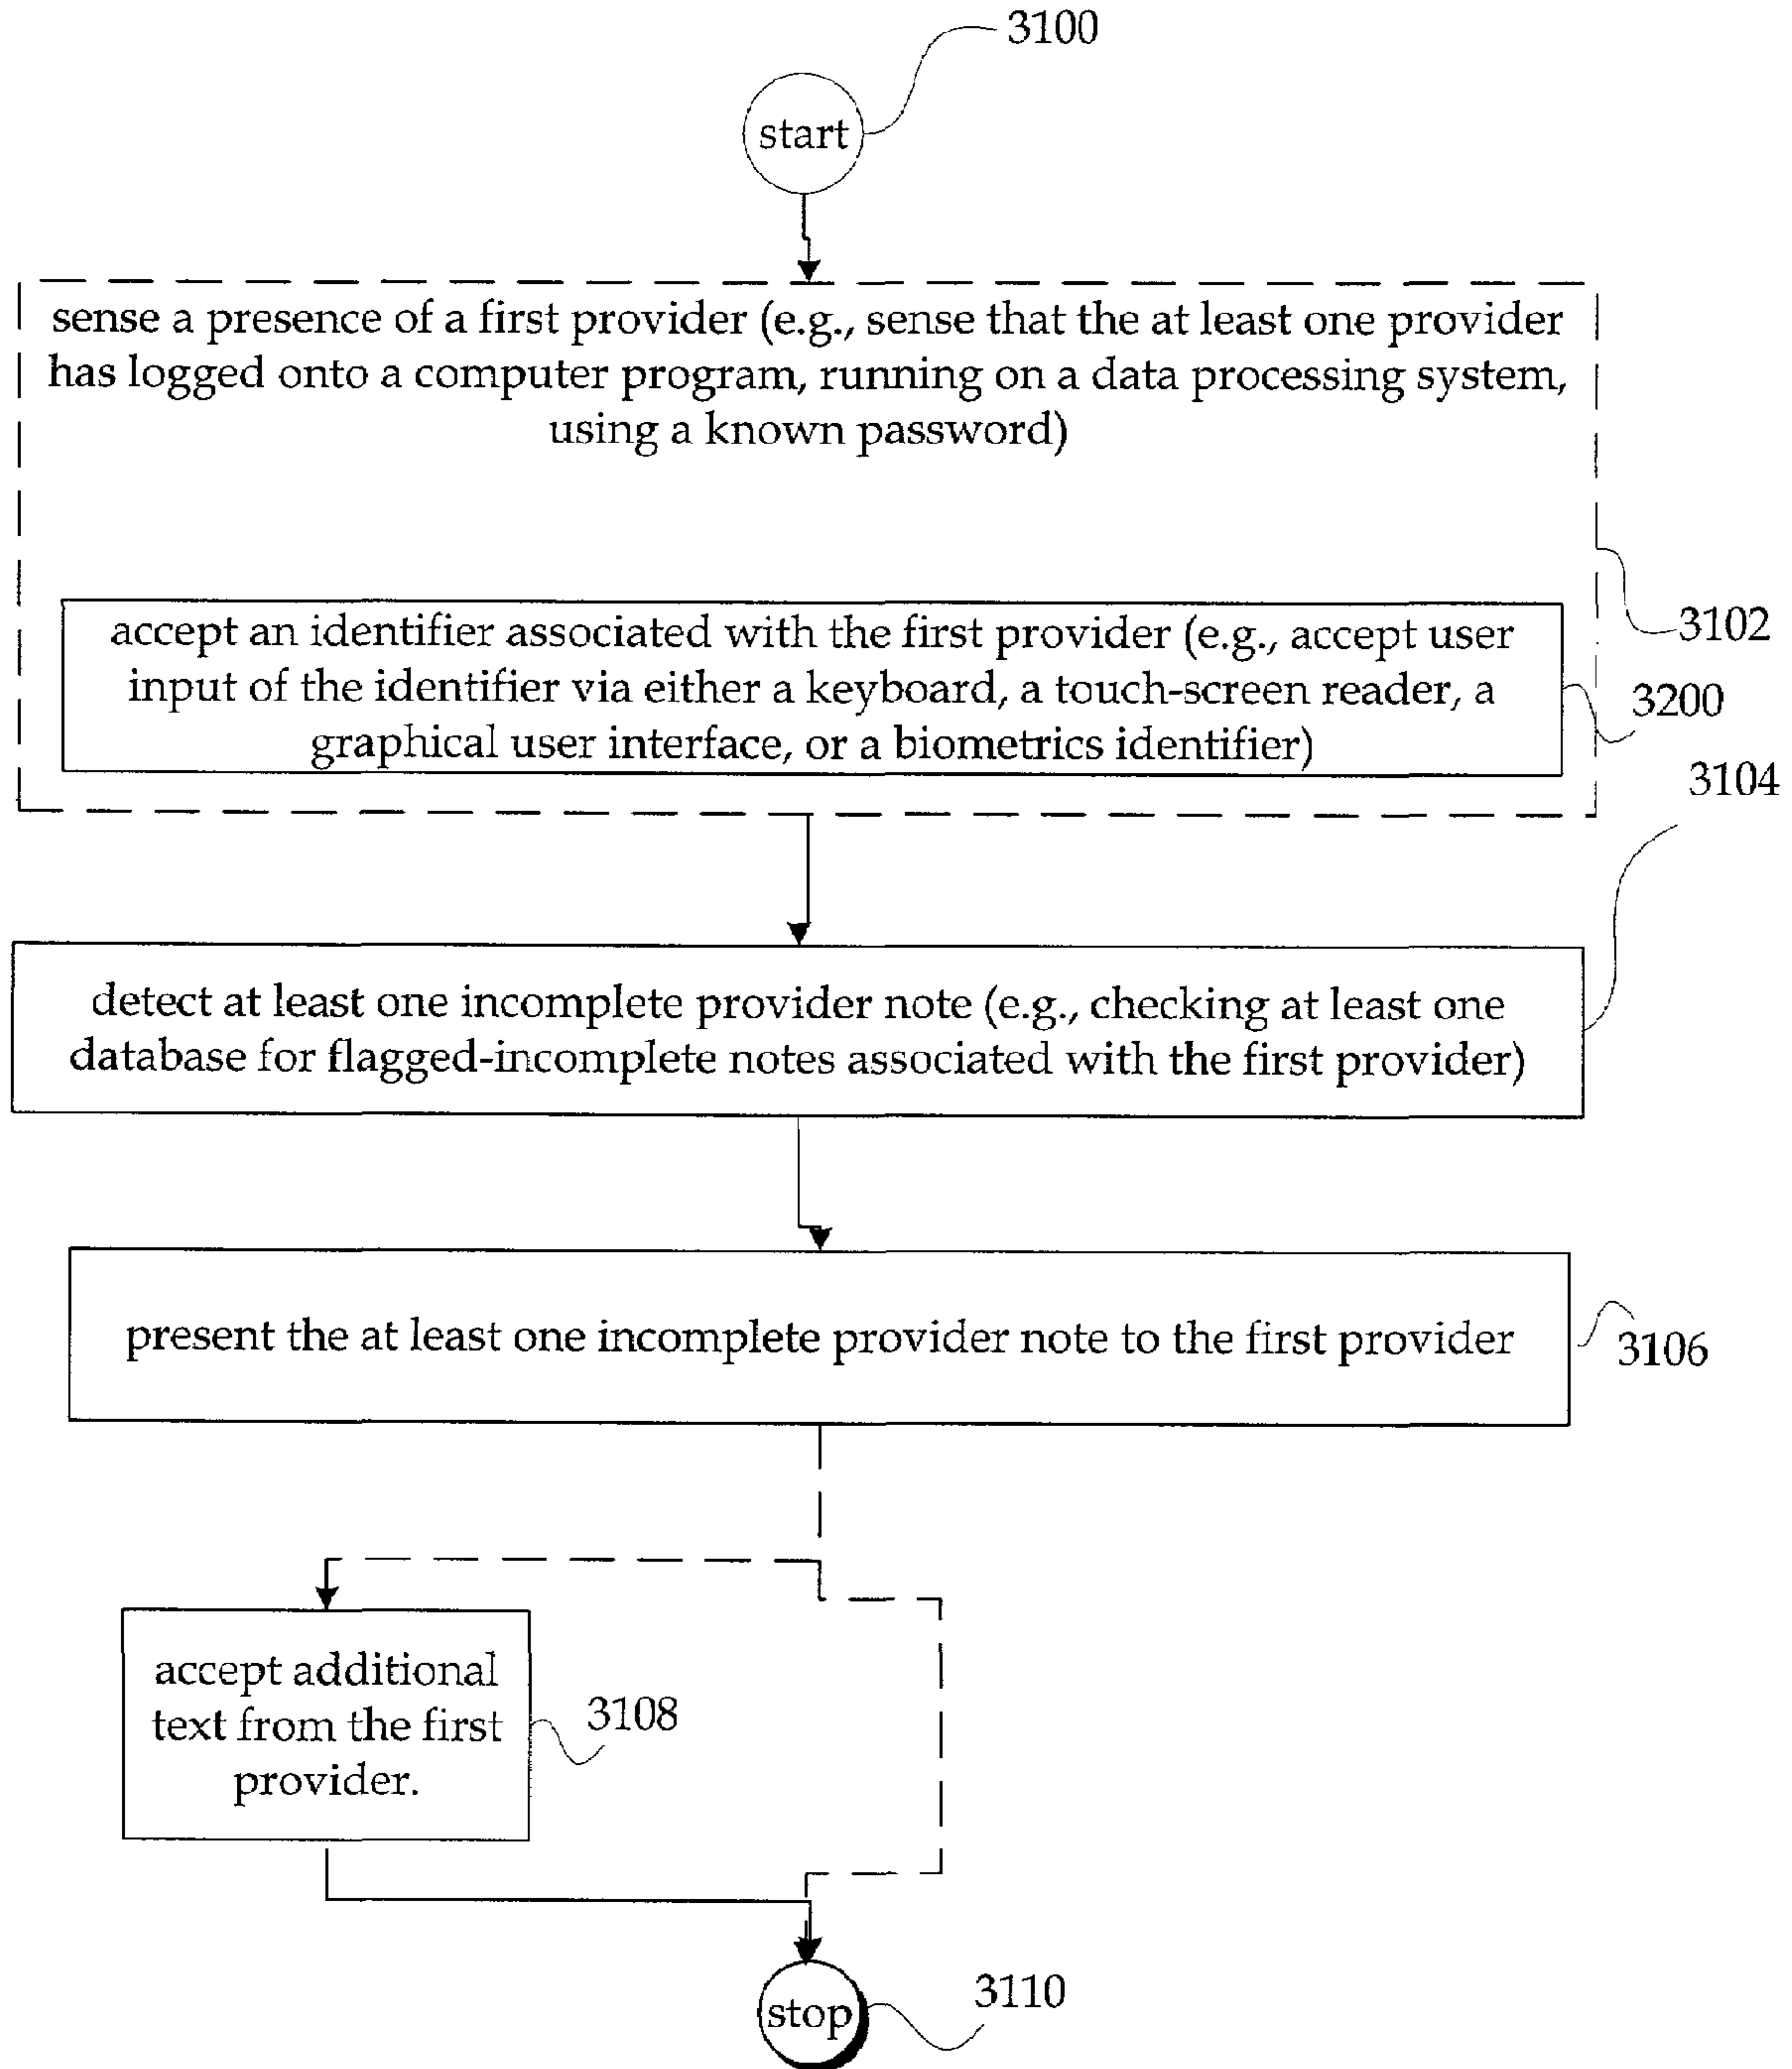 3100
start
sense a presence of a first provider (e.g., sense that the at least one provider
has logged onto a computer program, running on a data processing system,
using a known password)
accept an identifier associated with the first provider (e.g., accept user
input of the identifier via either a keyboard, a touch-screen reader, a
graphical user interface, or a biometrics identifier)
3102
3200
3104
detect at least one incomplete provider note (e.g., checking at least one
database for flagged-incomplete notes associated with the first provider)
present the at least one incomplete provider note to the first provider
3106
accept additional
text from the first
provider.
3108
stop
3110